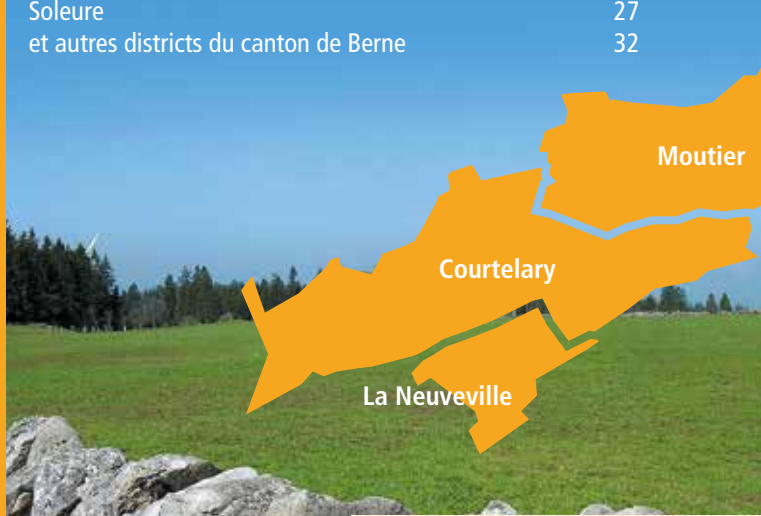 Soleure 27
et autres districts du canton de Berne 32
Moutier
Courtelary
La Neuveville